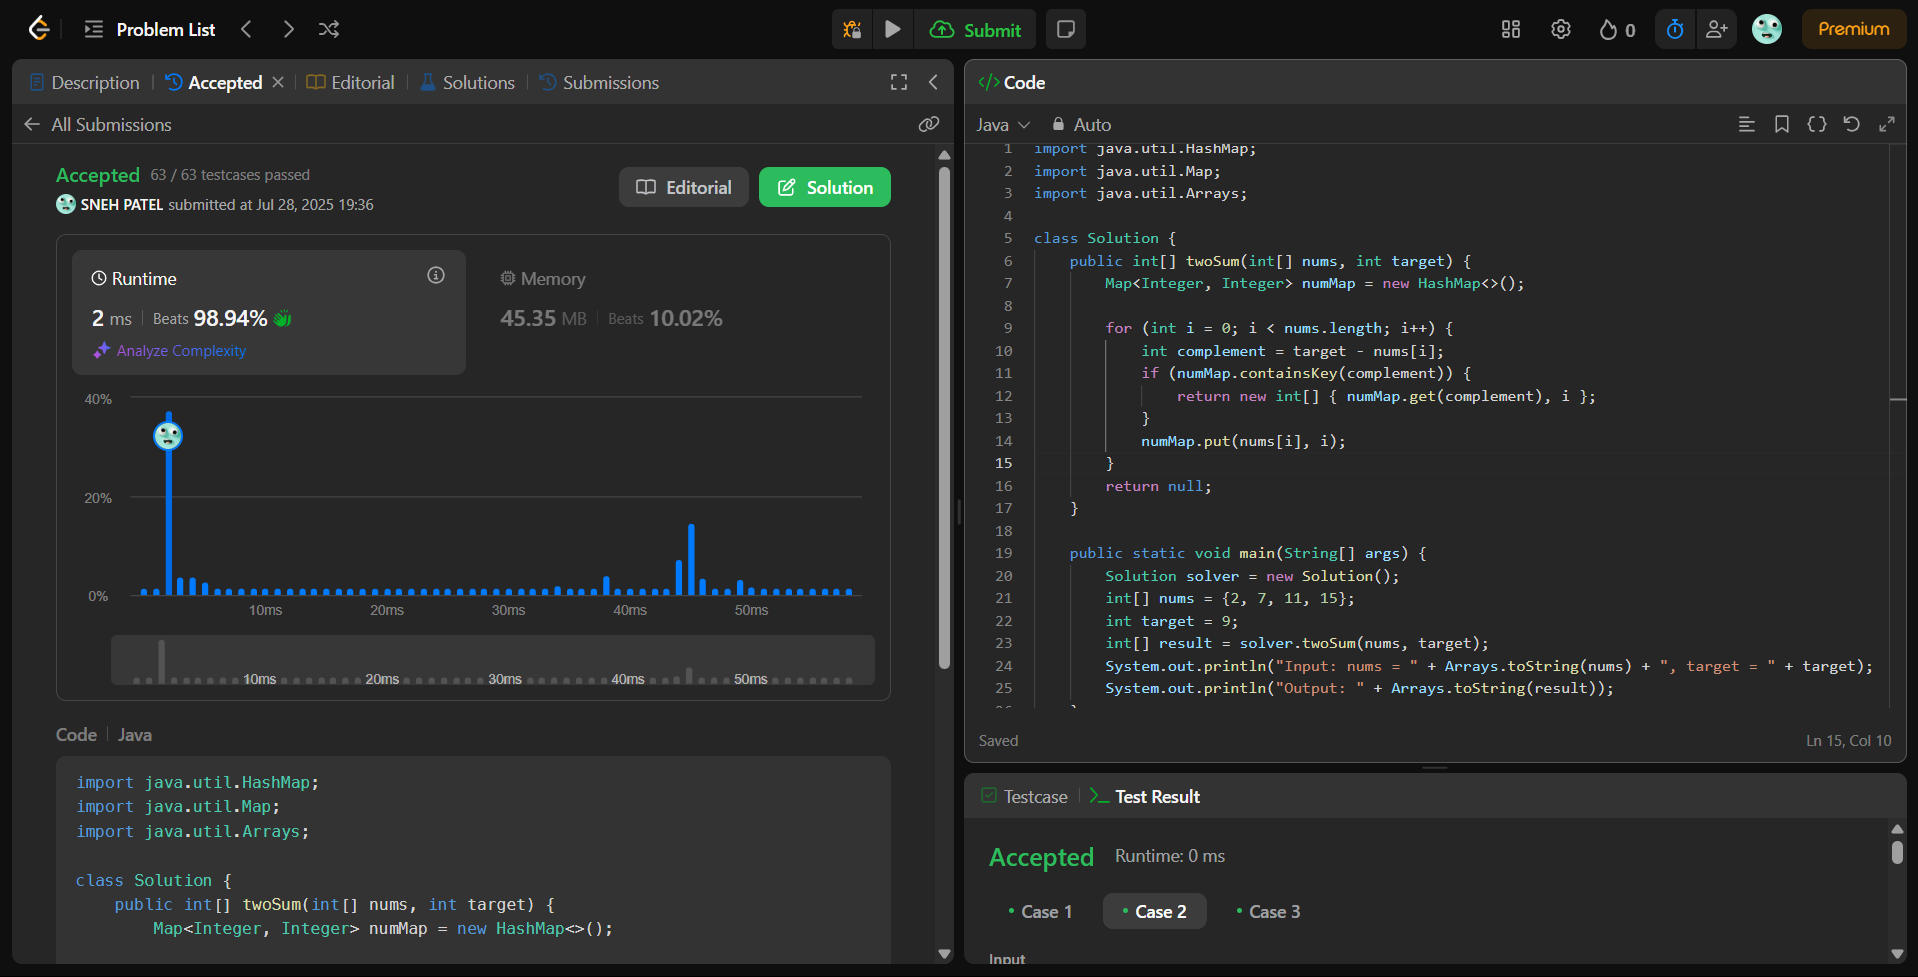 Problem List
Submit
0
Premium
Description
Accepted
Editorial
Solutions
Submissions
All Submissions
Accepted 63 / 63 testcases passed
SNEH PATEL submitted at Jul 28, 2025 19:36
Editorial
Solution
Runtime
2 ms Beats 98.94%
Analyze Complexity
Memory
45.35 MB Beats 10.02%
40%
20%
0%
10ms 20ms 30ms 40ms 50ms
10ms 20ms 30ms 40ms 50ms
Code Java
import java.util.HashMap;
import java.util.Map;
import java.util.Arrays;
class Solution {
public int[] twoSum(int[] nums, int target) {
Map<Integer, Integer> numMap = new HashMap<>();
</> Code
Java Auto
1 import java.util.HashMap;
2 import java.util.Map;
3 import java.util.Arrays;
4
5 class Solution {
6 public int[] twoSum(int[] nums, int target) {
7 Map<Integer, Integer> numMap = new HashMap<>();
8
9 for (int i = 0; i < nums.length; i++) {
10 int complement = target - nums[i];
11 if (numMap.containsKey(complement)) {
12 return new int[] { numMap.get(complement), i };
13 }
14 numMap.put(nums[i], i);
15 }
16 return null;
17 }
18
19 public static void main(String[] args) {
20 Solution solver = new Solution();
21 int[] nums = {2, 7, 11, 15};
22 int target = 9;
23 int[] result = solver.twoSum(nums, target);
24 System.out.println("Input: nums = " + Arrays.toString(nums) + ", target = " + target);
25 System.out.println("Output: " + Arrays.toString(result));
Saved
Ln 15, Col 10
Testcase
Test Result
Accepted Runtime: 0 ms
Case 1
Case 2
Case 3
Input